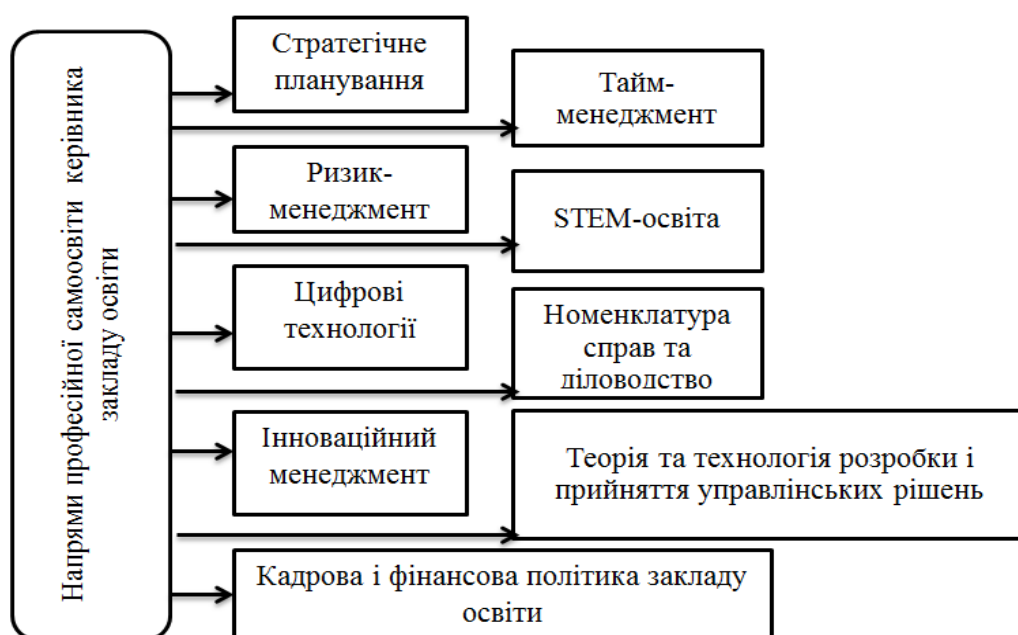 Напрями професійної самоосвіти керівника
закладу освіти
Стратегічне
планування
Тайм-
менеджмент
Ризик-
менеджмент
STEM-освіта
Цифрові
технології
Номенклатура
справ та
діловодство
Інноваційний
менеджмент
Теорія та технологія розробки і
прийняття управлінських рішень
Кадрова і фінансова політика закладу
освіти